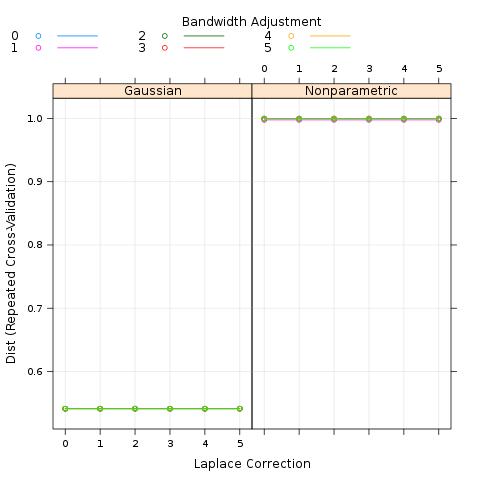 Bandwidth Adjustment
0 2 4
1 3 5
0 1 2 3 4 5
Gaussian Nonparametric
1.0
0.9
0.8
0.7
0.6
Dist (Repeated Cross-Validation)
0 1 2 3 4 5
Laplace Correction